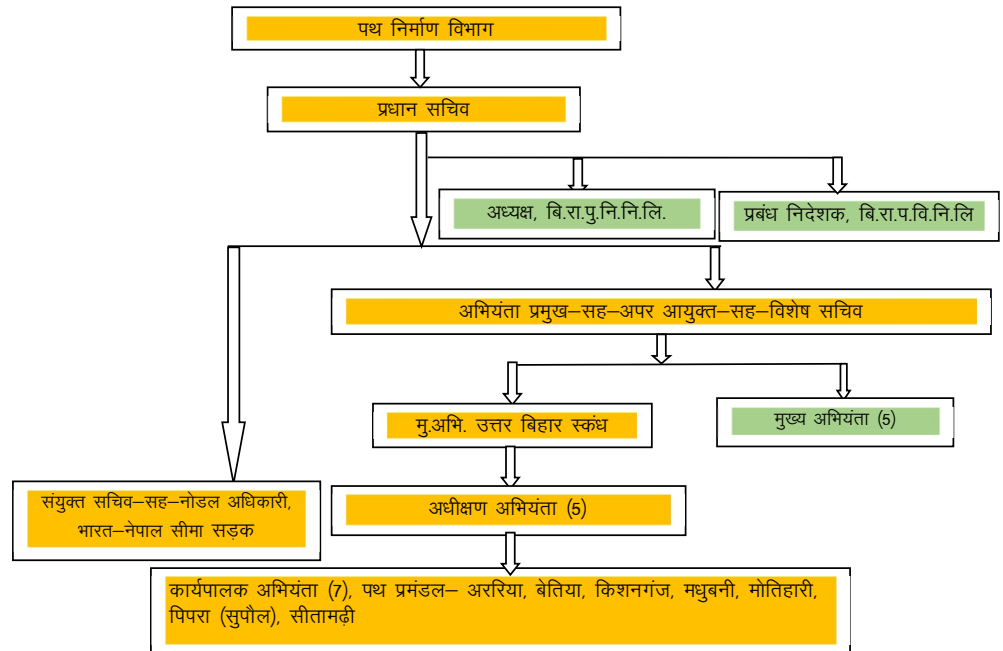 पथ निर्माण विभाग
प्रधान सचिव
अध्यक्ष, बि.रा.पु.नि.नि.लि.
प्रबंध निदेशक, बि.रा.प.वि.नि.लि
अभियंता प्रमुख–सह–अपर आयुक्त–सह–विशेष सचिव
मु.अभि. उत्तर बिहार स्कंध
मुख्य अभियंता (5)
संयुक्त सचिव–सह–नोडल अधिकारी,
भारत–नेपाल सीमा सड़क
अधीक्षण अभियंता (5)
कार्यपालक अभियंता (7), पथ प्रमंडल– अररिया, बेतिया, किशनगंज, मधुबनी, मोतिहारी,
पिपरा (सुपौल), सीतामढ़ी